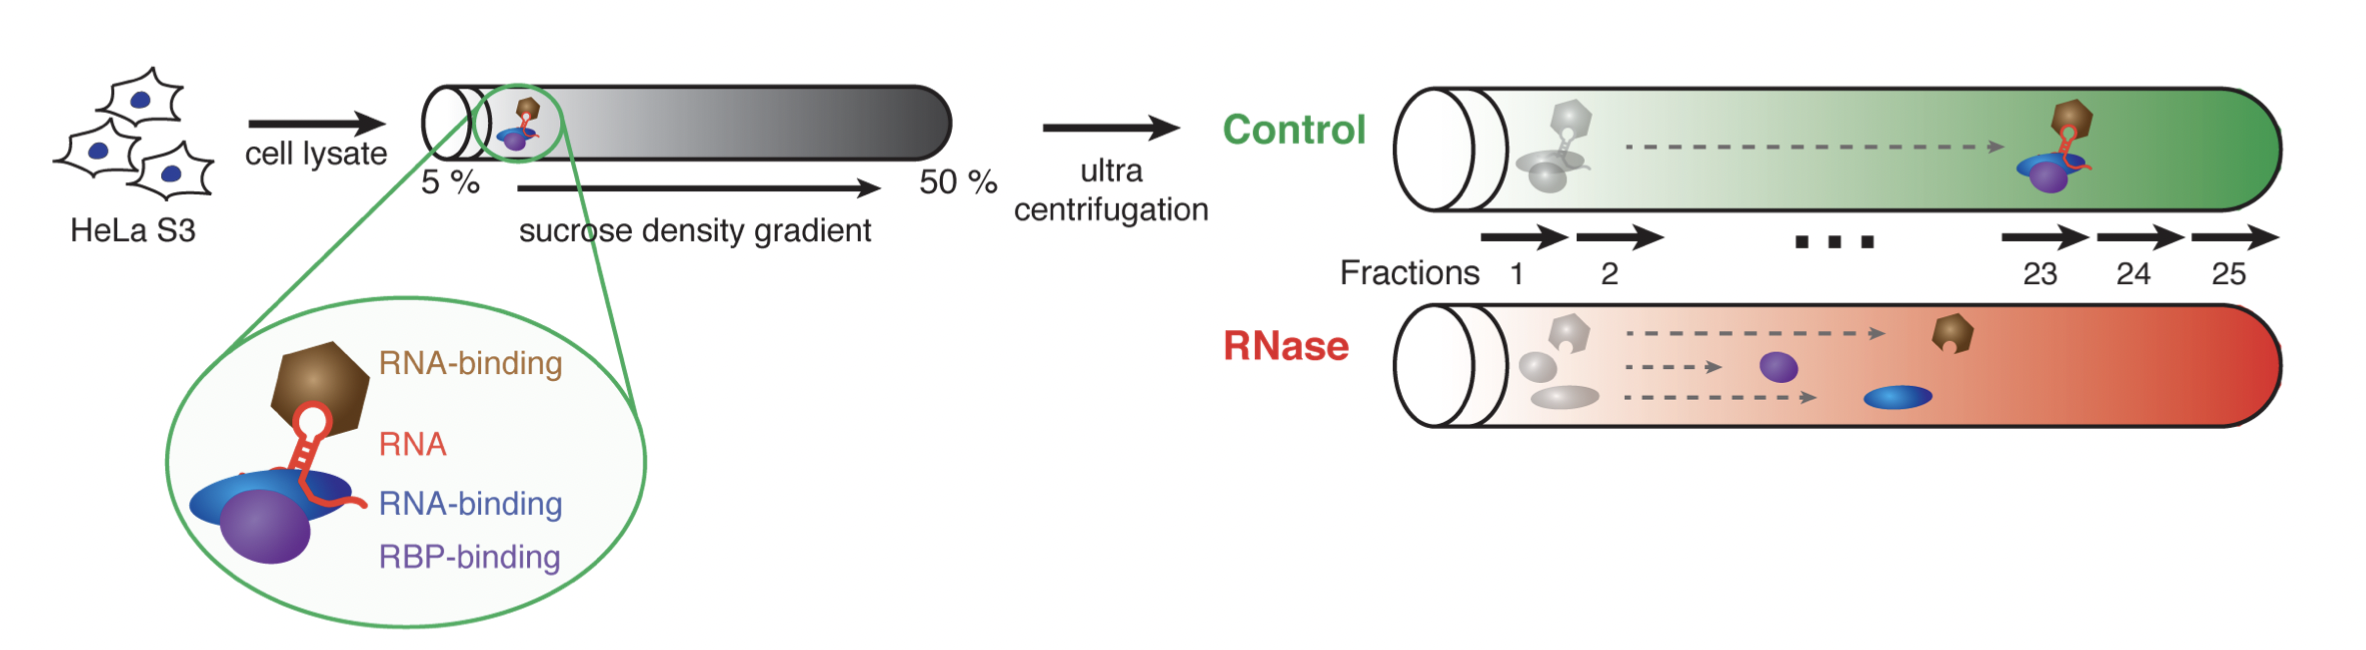 HeLa S3
cell lysate
5 %
50 %
sucrose density gradient
RNA-binding
RNA
RNA-binding
RBP-binding
ultra
centrifugation
Control
Fractions 1 2 ... 23 24 25
RNase